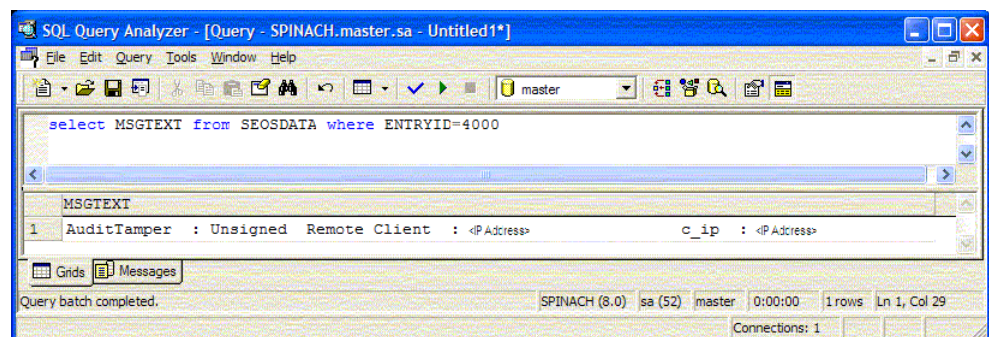 SQL Query Analyzer - [Query - SPINACH.master.sa - Untitled1*]
File Edit Query Tools Window Help
master
select MSGTEXT from SEOSDATA where ENTRYID=4000
MSGTEXT
1 AuditTamper : Unsigned Remote Client : <IP Address> c_ip : <IP Address>
Grids Messages
Query batch completed. SPINACH (8.0) sa (52) master 0:00:00 1 rows Ln 1, Col 29
Connections: 1